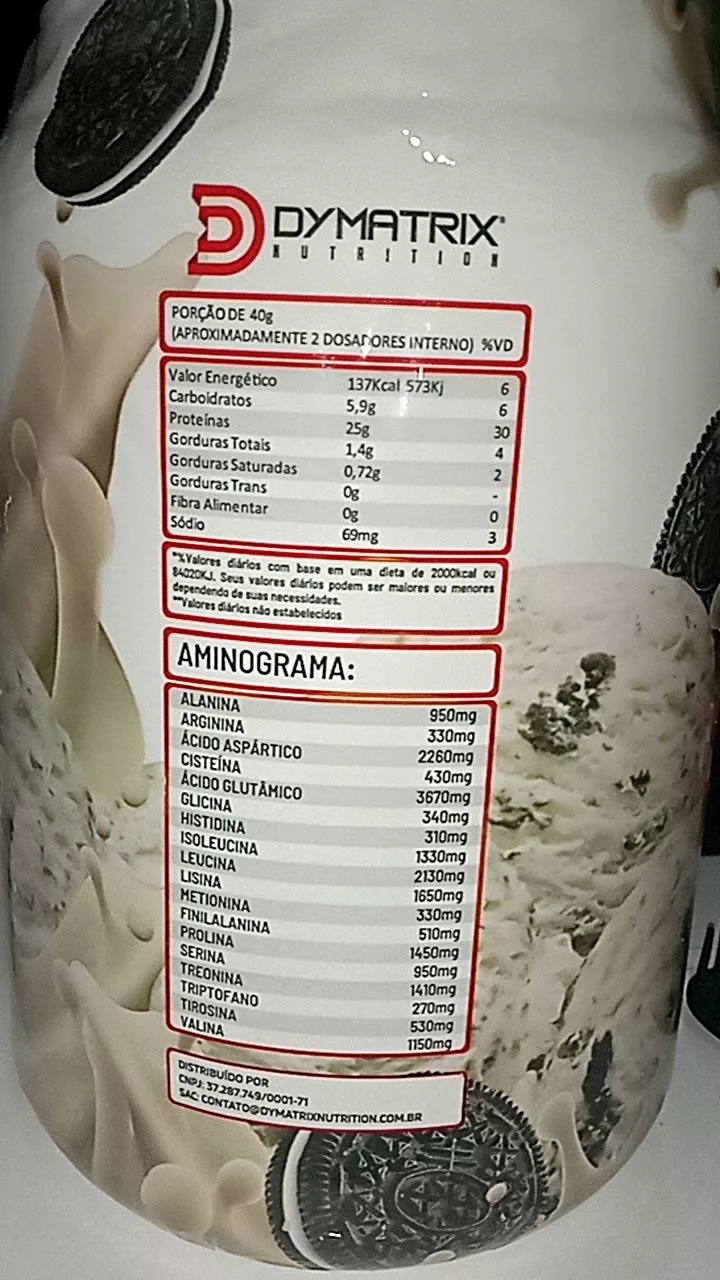 DYMATRIX®
NUTRITION
PORÇÃO DE 40g
(APROXIMADAMENTE 2 DOSADORES INTERNO) %VD
Valor Energético 137Kcal 573Kj 6
Carboidratos 5,9g 6
Proteínas 25g 30
Gorduras Totais 1,4g 4
Gorduras Saturadas 0,72g 2
Gorduras Trans 0g -
Fibra Alimentar 0g 0
Sódio 69mg 3
*%Valores diários com base em uma dieta de 2000kcal ou
84020KJ. Seus valores diários podem ser maiores ou menores
dependendo de suas necessidades.
**Valores diários não estabelecidos
AMINOGRAMA:
ALANINA 950mg
ARGININA 330mg
ÁCIDO ASPÁRTICO 2260mg
CISTEÍNA 430mg
ÁCIDO GLUTÂMICO 3670mg
GLICINA 340mg
HISTIDINA 310mg
ISOLEUCINA 1330mg
LEUCINA 2130mg
LISINA 1650mg
METIONINA 330mg
FINILALANINA 510mg
PROLINA 1450mg
SERINA 950mg
TREONINA 1410mg
TRIPTOFANO 270mg
TIROSINA 530mg
VALINA 1150mg
DISTRIBUÍDO POR
CNPJ: 37.287.749/0001-71
SAC: CONTATO@DYMATRIXNUTRITION.COM.BR